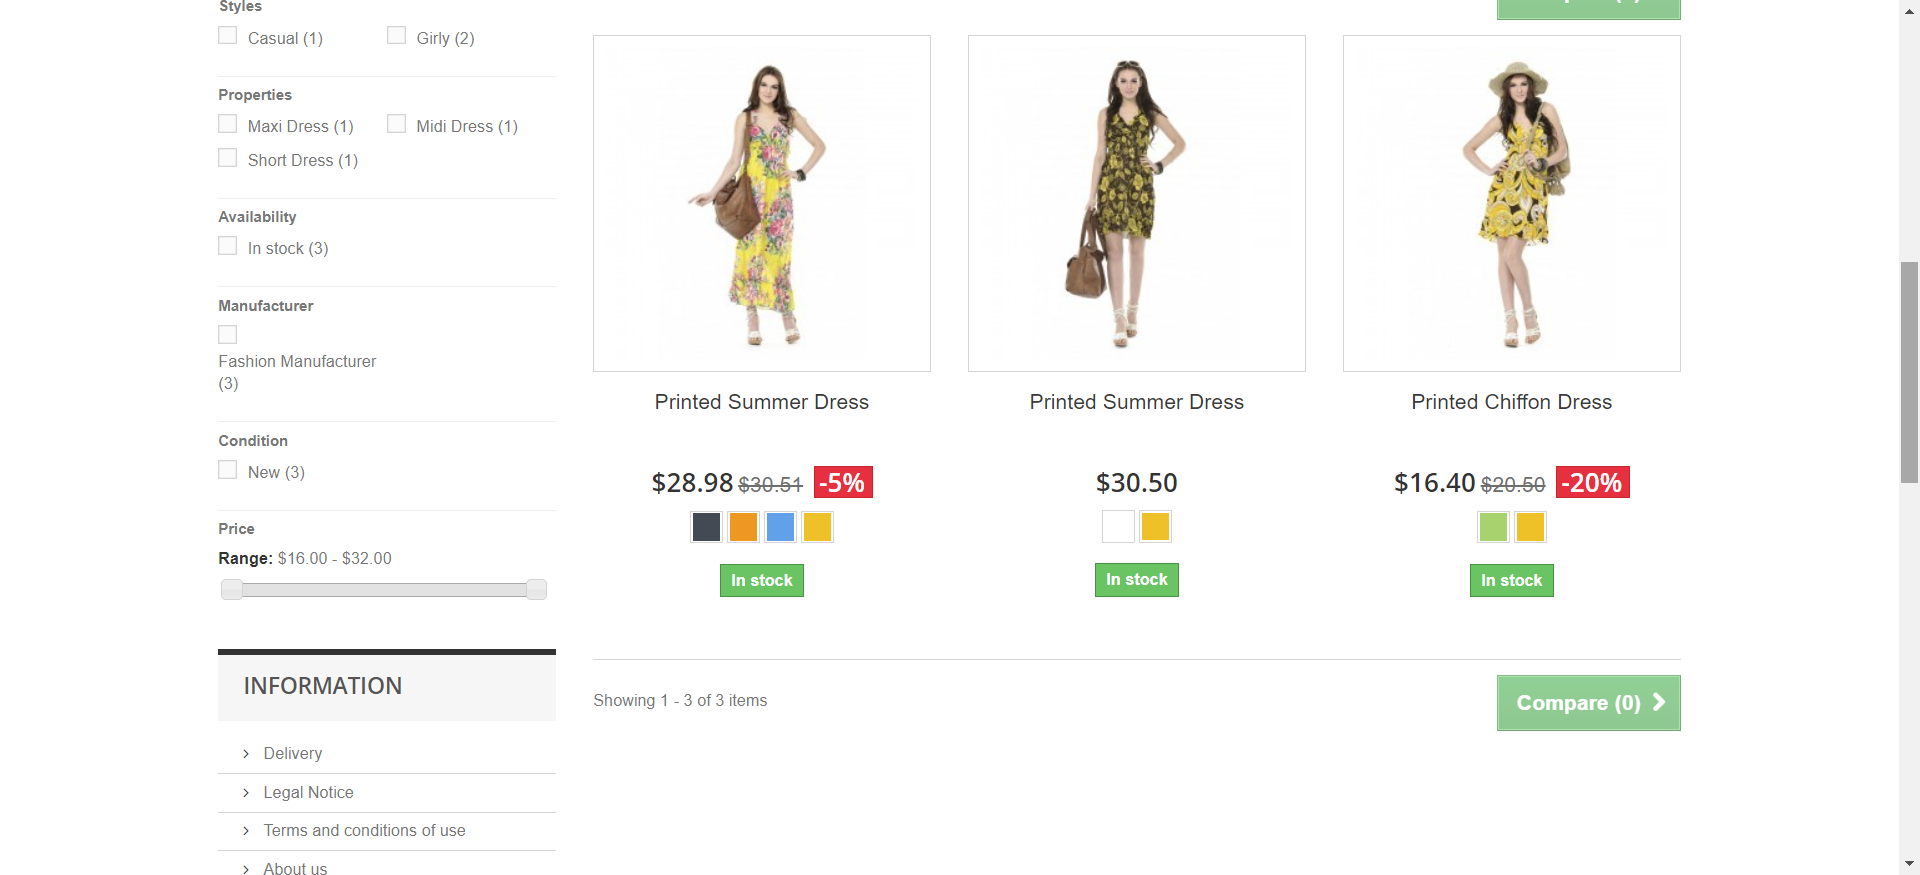 Styles
Casual (1)
Girly (2)
Properties
Maxi Dress (1)
Midi Dress (1)
Short Dress (1)
Availability
In stock (3)
Manufacturer
Fashion Manufacturer
(3)
Condition
New (3)
Price
Range: $16.00 - $32.00
INFORMATION
Delivery
Legal Notice
Terms and conditions of use
About us
Printed Summer Dress
$28.98 $30.51 -5%
In stock
Printed Summer Dress
$30.50
In stock
Printed Chiffon Dress
$16.40 $20.50 -20%
In stock
Showing 1 - 3 of 3 items
Compare (0)